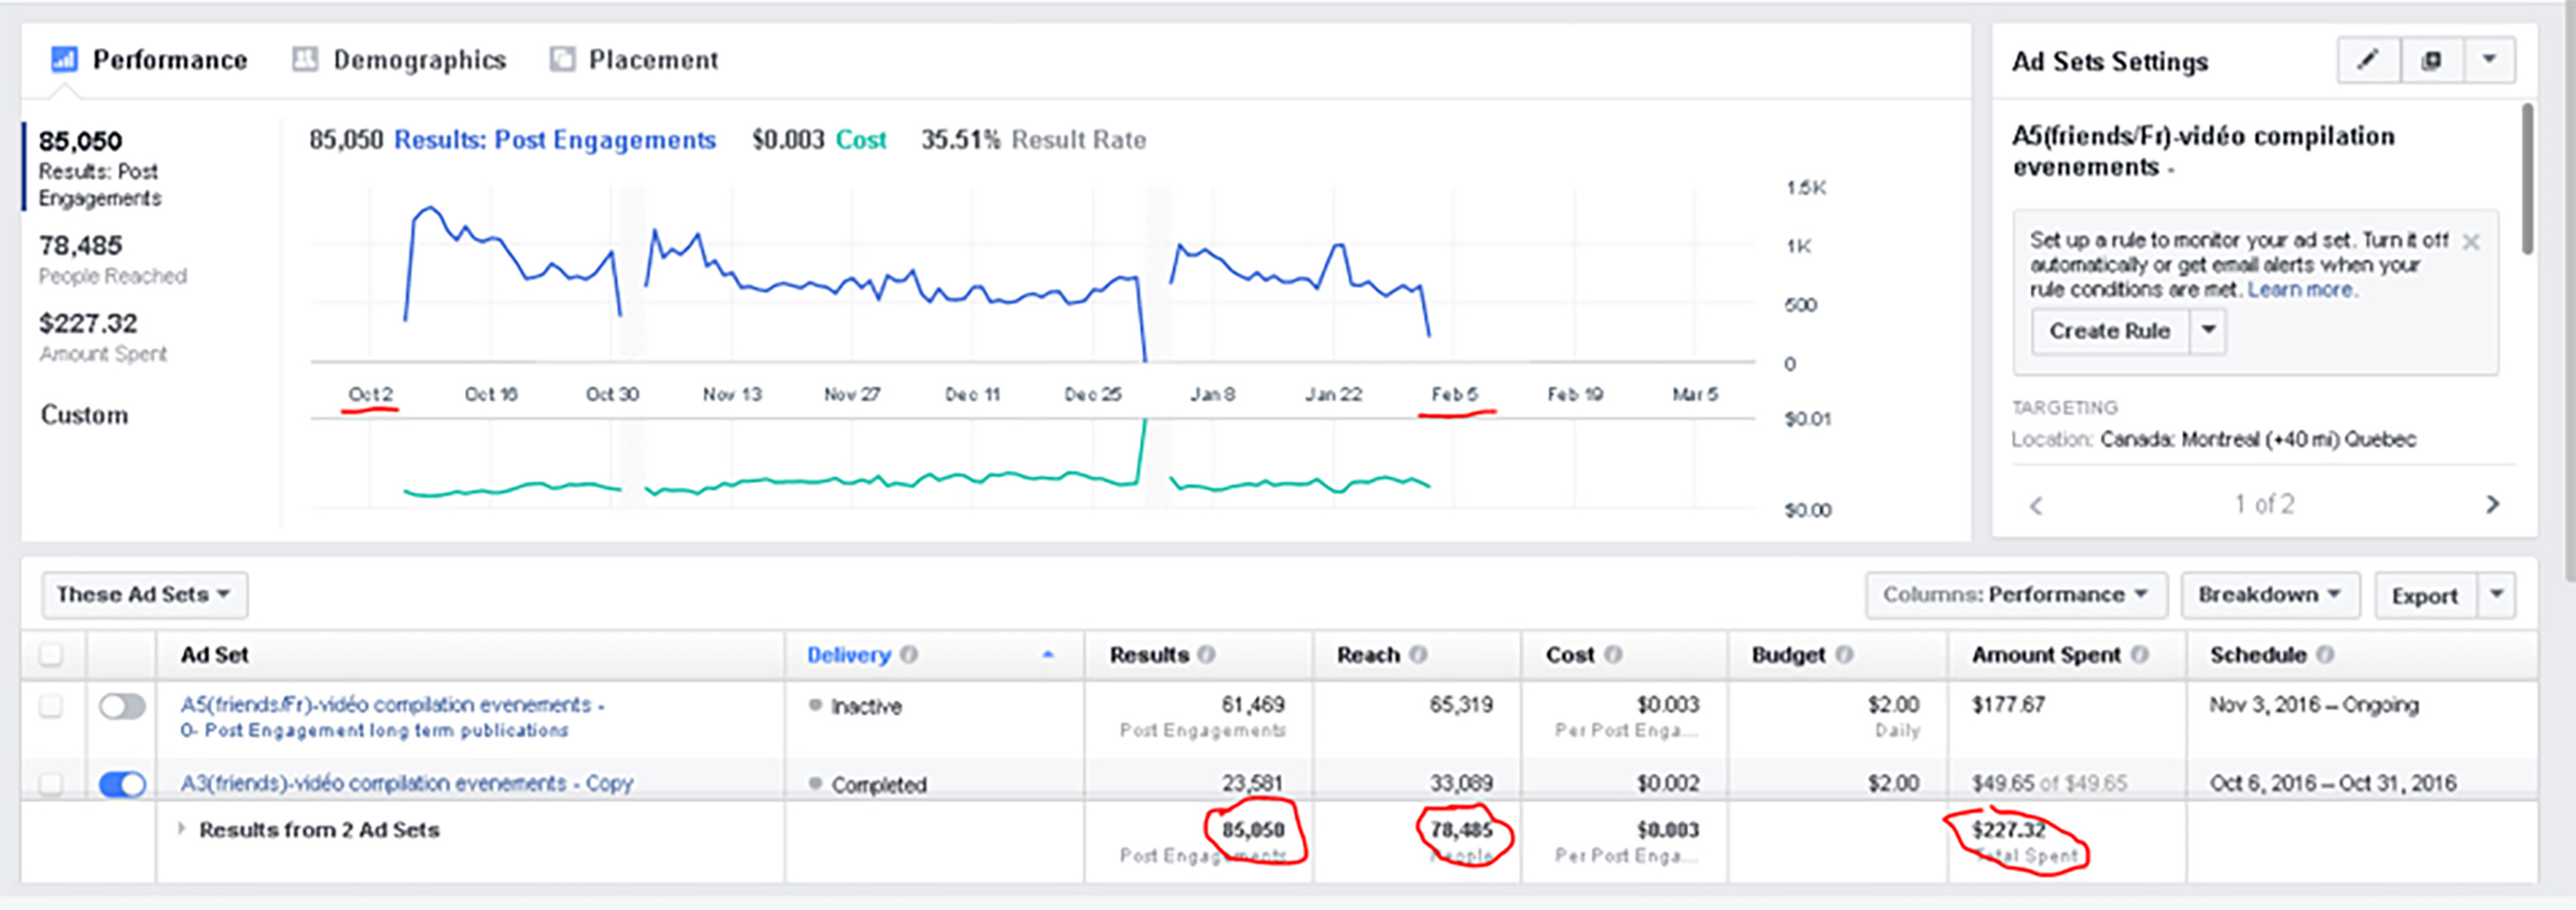 Performance Demographics Placement
85,050
Results: Post
Engagements
78,485
People Reached
$227.32
Amount Spent
Custom
85,050 Results: Post Engagements $0.003 Cost 35.51% Result Rate
1.5K
1K
500
0
Oct 2 Oct 16 Oct 30 Nov 13 Nov 27 Dec 11 Dec 25 Jan 8 Jan 22 Feb 5 Feb 19 Mar 5
$0.01
$0.00
Ad Sets Settings
A5(friends/Fr)-vidéo compilation
evenements -
Set up a rule to monitor your ad set. Turn it off
automatically or get email alerts when your
rule conditions are met. Learn more.
Create Rule
TARGETING
Location: Canada: Montreal (+40 mi) Quebec
1 of 2
These Ad Sets Columns: Performance Breakdown Export
Ad Set Delivery Results Reach Cost Budget Amount Spent Schedule
A5(friends/Fr)-vidéo compilation evenements - Inactive 61,469 65,319 $0.003 $2.00 $177.67 Nov 3, 2016 – Ongoing
0- Post Engagement long term publications Post Engagements Per Post Enga... Daily
A3(friends)-vidéo compilation evenements - Copy Completed 23,581 33,089 $0.002 $2.00 $49.65 of $49.65 Oct 6, 2016 – Oct 31, 2016
Results from 2 Ad Sets 85,050 78,485 $0.003 $227.32
Post Engagements People Per Post Enga... Total Spent